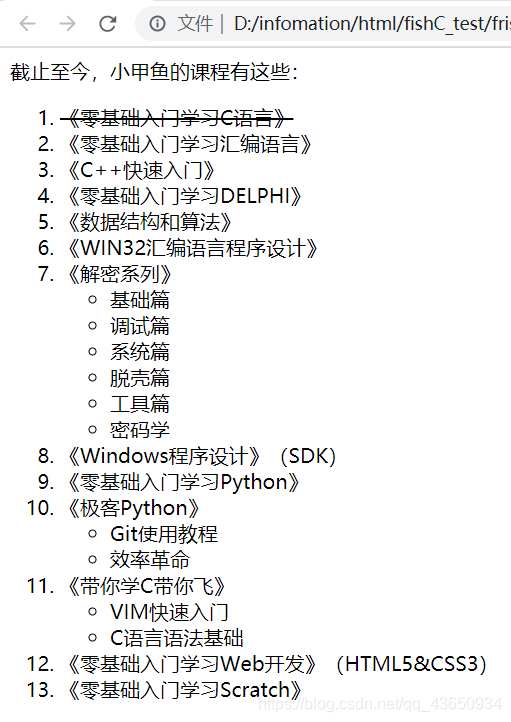 文件 | D:/infomation/html/fishC_test/fris
截止至今，小甲鱼的课程有这些：
1. 《零基础入门学习C语言》
2. 《零基础入门学习汇编语言》
3. 《C++快速入门》
4. 《零基础入门学习DELPHI》
5. 《数据结构和算法》
6. 《WIN32汇编语言程序设计》
7. 《解密系列》
基础篇
调试篇
系统篇
脱壳篇
工具篇
密码学
8. 《Windows程序设计》（SDK）
9. 《零基础入门学习Python》
10. 《极客Python》
Git使用教程
效率革命
11. 《带你学C带你飞》
VIM快速入门
C语言语法基础
12. 《零基础入门学习Web开发》（HTML5&CSS3）
13. 《零基础入门学习Scratch》
https://blog.csdn.net/qq_43650934